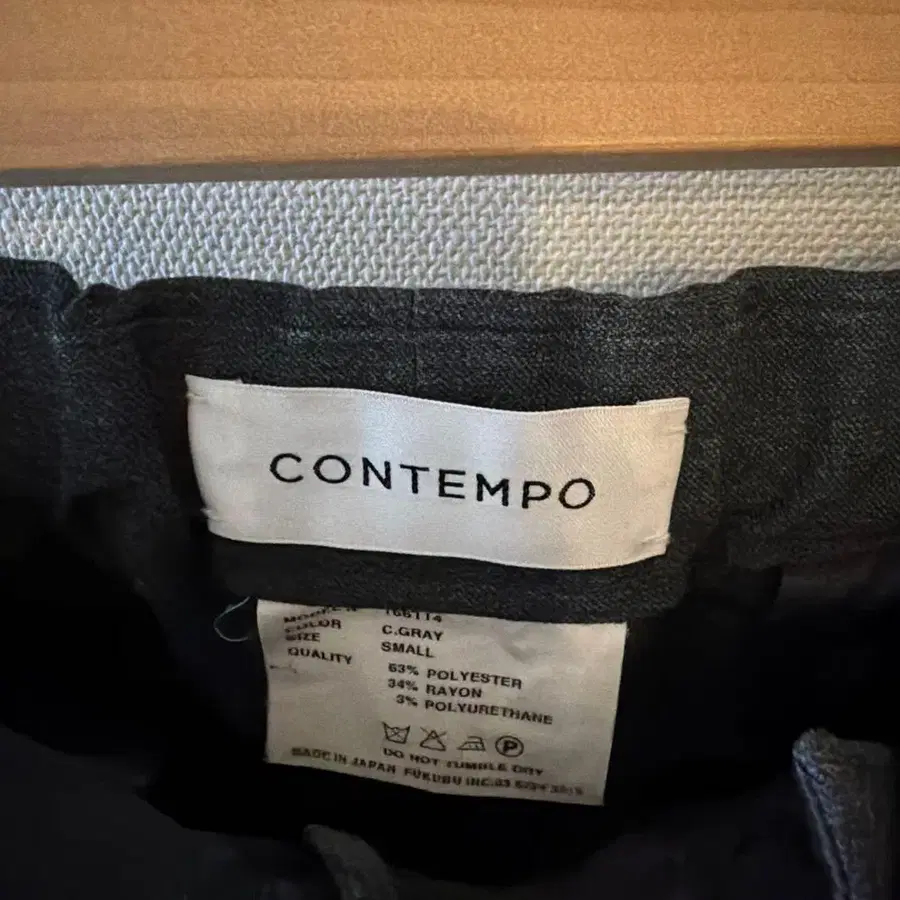 CONTEMPO
166114
COLOR C.GRAY
SIZE SMALL
QUALITY 63% POLYESTER
34% RAYON
3% POLYURETHANE
P
DO NOT TUMBLE DRY
MADE IN JAPAN FUKUBU INC.